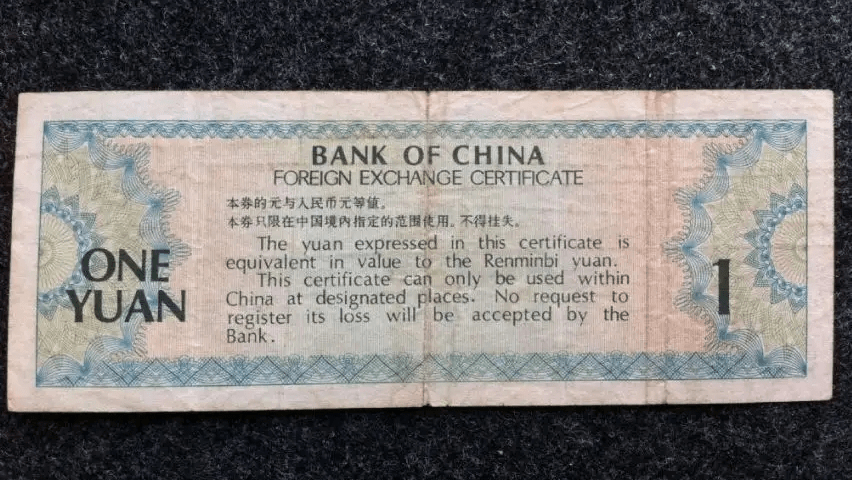 BANK OF CHINA
FOREIGN EXCHANGE CERTIFICATE
本券的元与人民币元等值。
本券只限在中国境内指定的范围使用。不得挂失。
The yuan expressed in this certificate is
equivalent in value to the Renminbi yuan.
This certificate can only be used within
China at designated places. No request to
register its loss will be accepted by the
Bank.
ONE
YUAN
1